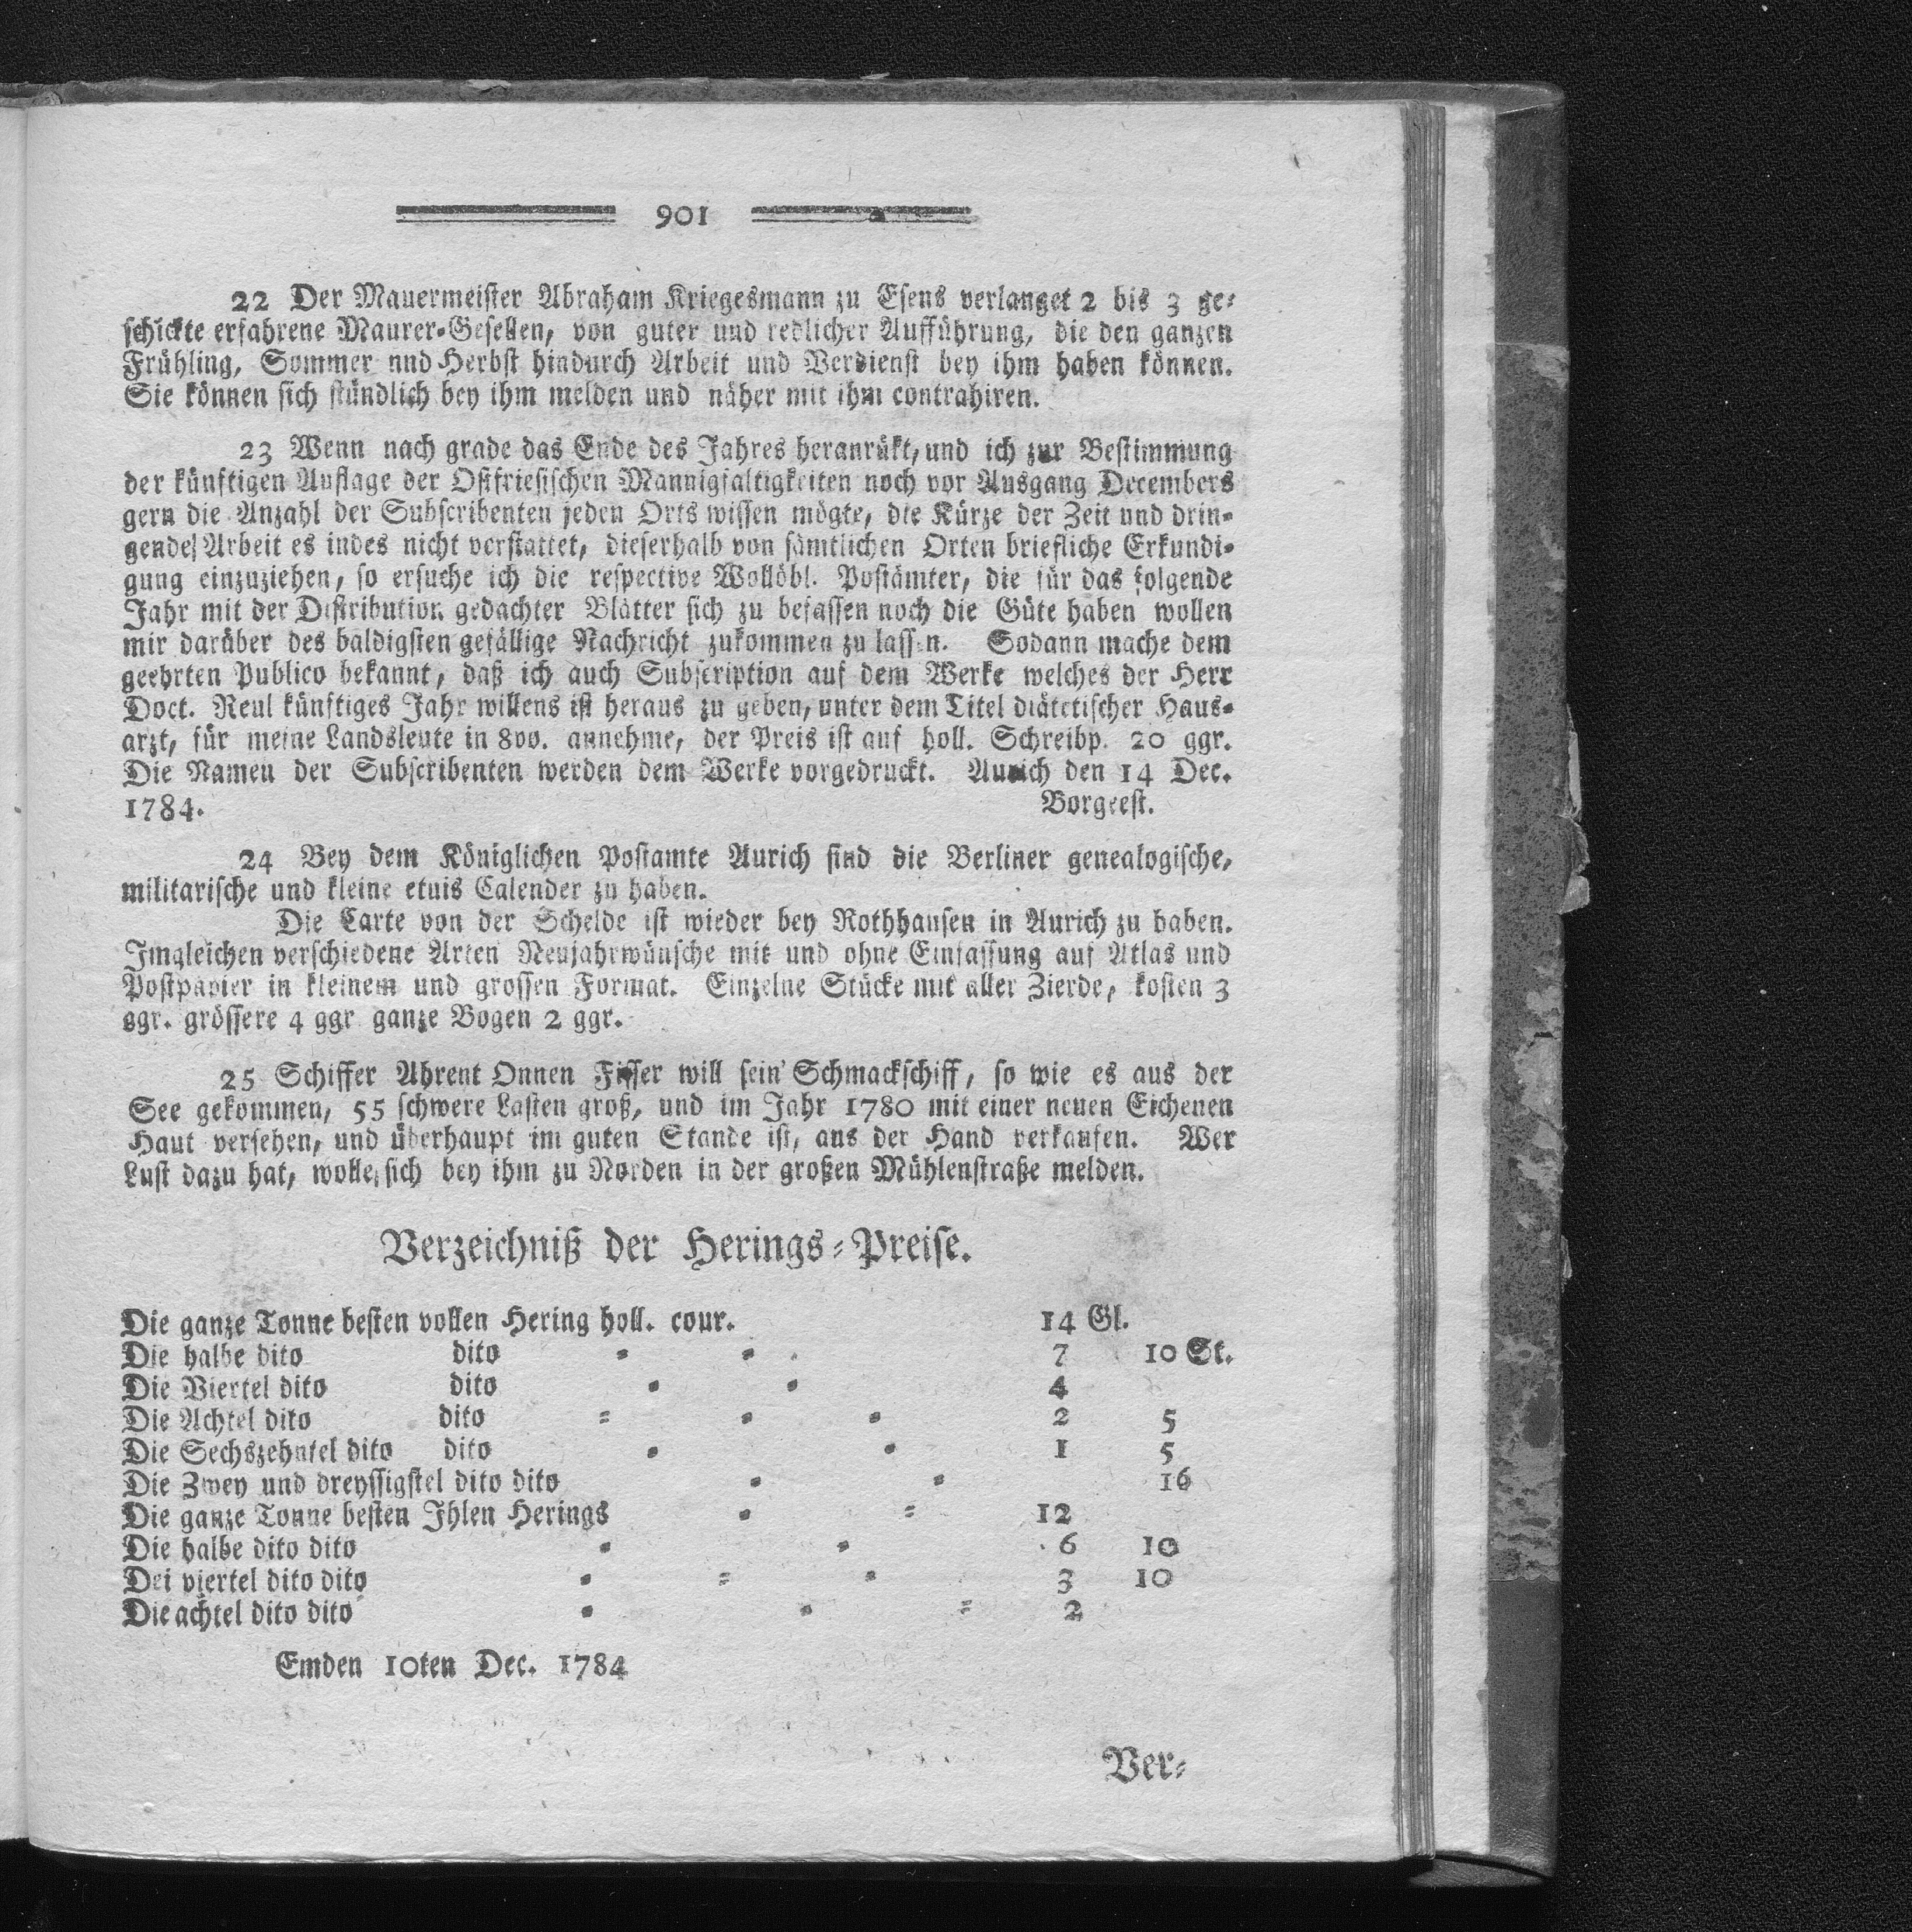 901
22 Der Mauermeister Abraham Kriegesmann zu Esens verlanget 2 bis 3 ge-
schickte erfahrene Maurer-Gesellen, von guter und redlicher Aufführung, die den ganzen
Frühling, Sommer nnd Herbst hindurch Arbeit und Verdienst bey ihm haben können.
Sie können sich stündlich bey ihm melden und näher mit ihm contrahiren.
23 Wenn nach grade das Ende des Jahres heranrükt, und ich zur Bestimmung
der künftigen Auflage der Ostfriesischen Mannigfaltigkeiten noch vor Ausgang Decembers
gern die Anzahl der Subscribenten jeden Orts wissen mögte, die Kürze der Zeit und drin-
gende Arbeit es indes nicht verstattet, dieserhalb von sämtlichen Orten briefliche Erkundi-
gung einzuziehen, so ersuche ich die respective Wollöbl. Postämter, die für das folgende
Jahr mit der Distribution gedachter Blätter sich zu befassen noch die Güte haben wollen
mir darüber des baldigsten gefällige Nachricht zukommen zu lassen. Sodann mache dem
geehrten Publico bekannt, daß ich auch Subscription auf dem Werke welches der Herr
Doct. Reul künftiges Jahr willens ist heraus zu geben, unter dem Titel diätetischer Haus-
arzt, für meine Landsleute in 8vo. annehme, der Preis ist auf holl. Schreibp. 20 ggr.
Die Namen der Subscribenten werden dem Werke vorgedruckt. Aurich den 14 Dec.
1784. Borgeest.
24 Bey dem Königlichen Postamte Aurich sind die Berliner genealogische,
militarische und kleine etuis Calender zu haben.
Die Carte von der Schelde ist wieder bey Rothhausen in Aurich zu haben.
Imgleichen verschiedene Arten Neujahrwünsche mit und ohne Einfassung auf Atlas und
Postpapier in kleinem und grossen Format. Einzelne Stücke mit aller Zierde, kosten 3
ggr. grössere 4 ggr ganze Bogen 2 ggr.
25 Schiffer Ahrent Onnen Fisser will sein Schmackschiff, so wie es aus der
See gekommen, 55 schwere Lasten groß, und im Jahr 1780 mit einer neuen Eichenen
Haut versehen, und überhaupt im guten Stande ist, aus der Hand verkaufen. Wer
Lust dazu hat, wolle sich bey ihm zu Norden in der großen Mühlenstraße melden.
Verzeichniß der Herings-Preise.
Die ganze Tonne besten vollen Hering holl. cour. 14 Gl.
Die halbe dito dito - - 7 10 St.
Die Viertel dito dito - - 4
Die Achtel dito dito - - - 2 5
Die Sechszehntel dito dito - - 1 5
Die Zwey und dreyssigstel dito dito - - 16
Die ganze Tonne besten Ihlen Herings - - 12
Die halbe dito dito - - 6 10
Dei viertel dito dito - - - 3 10
Die achtel dito dito - - - 2
Emden 10ten Dec. 1784
Ver-